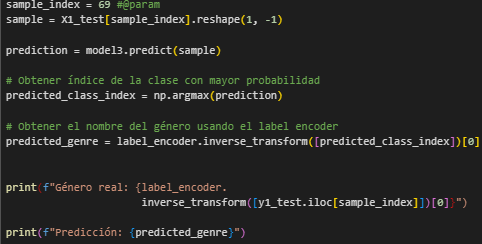 sample_index = 69 #@param
sample = X1_test[sample_index].reshape(1, -1)
prediction = model3.predict(sample)
# Obtener índice de la clase con mayor probabilidad
predicted_class_index = np.argmax(prediction)
# Obtener el nombre del género usando el label encoder
predicted_genre = label_encoder.inverse_transform([predicted_class_index])[0]
print(f"Género real: {label_encoder.
inverse_transform([y1_test.iloc[sample_index]])[0]}")
print(f"Predicción: {predicted_genre}")